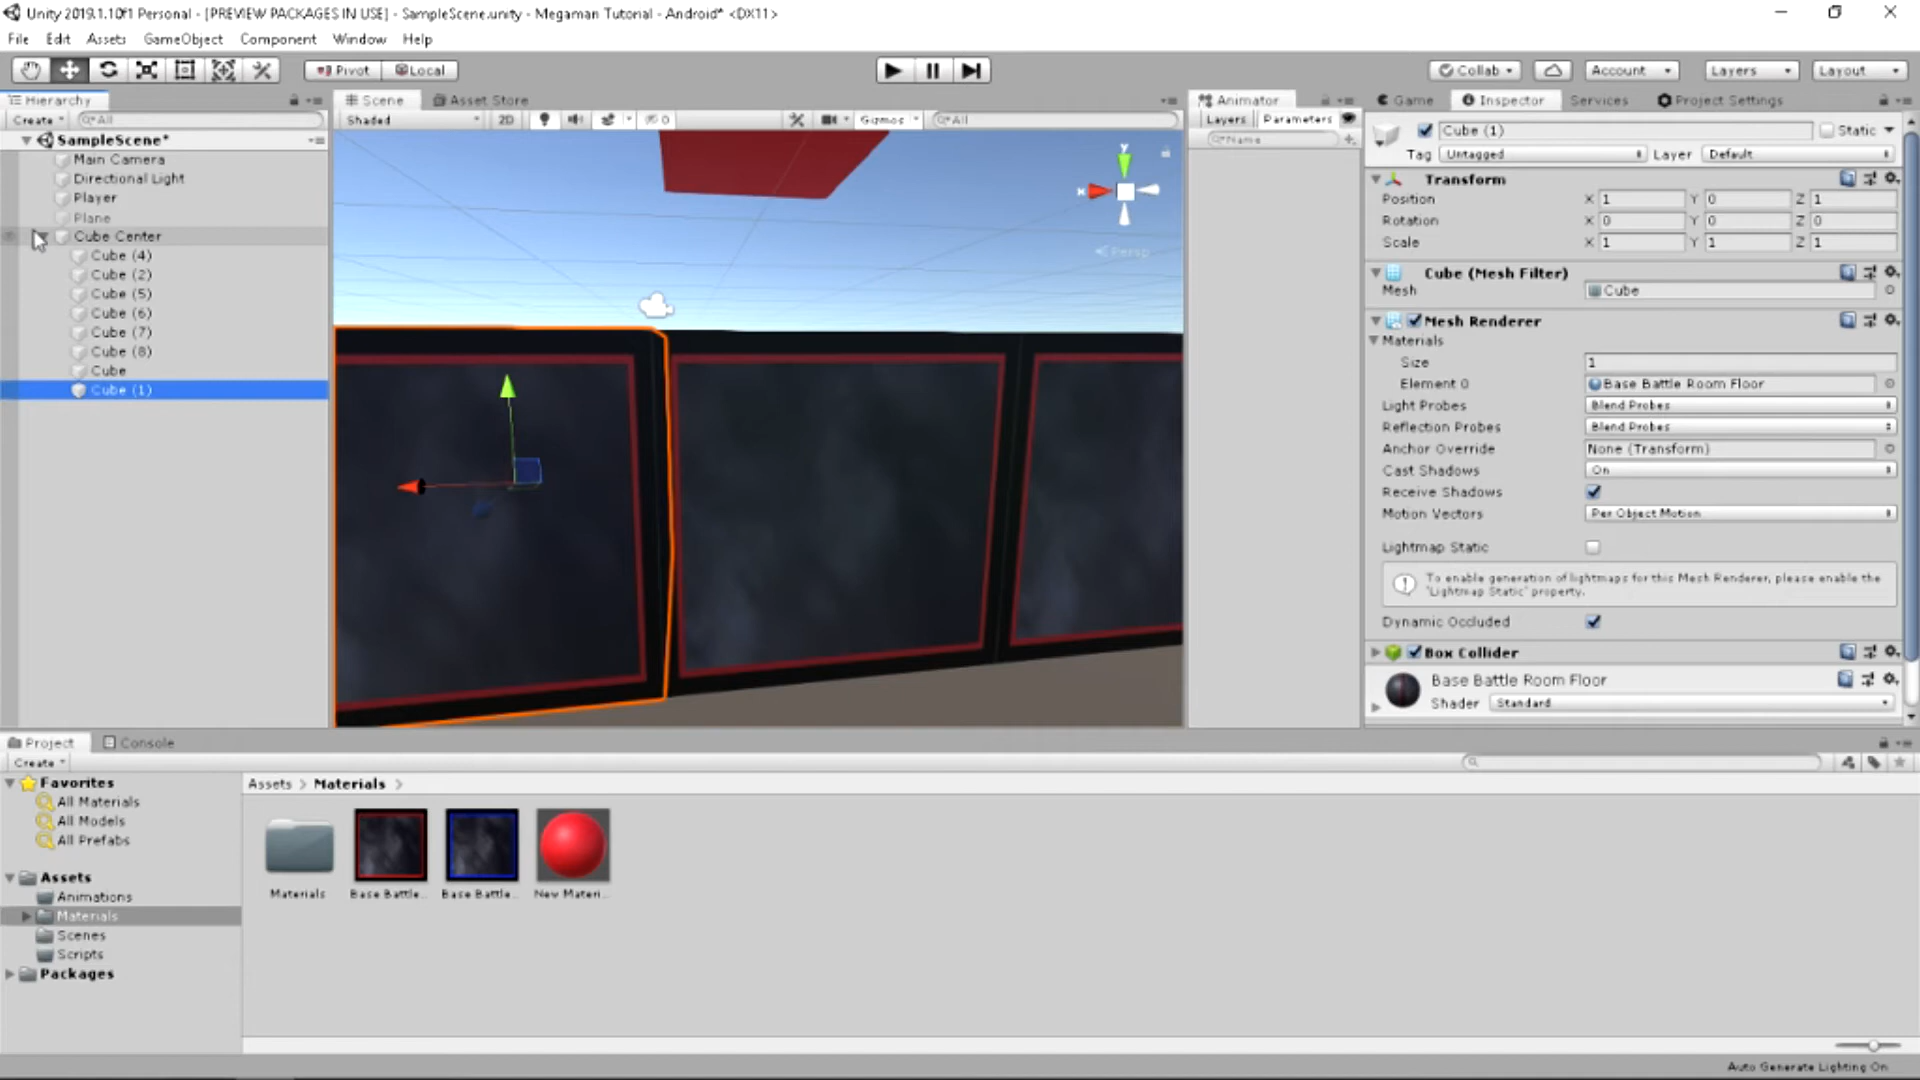 Unity 2019.1.10f1 Personal - [PREVIEW PACKAGES IN USE] - SampleScene.unity - Megaman Tutorial - Android* <DX11>
File Edit Assets GameObject Component Window Help
Pivot Local Collab Account Layers Layout
Hierarchy
Create All
SampleScene*
Main Camera
Directional Light
Player
Plane
Cube Center
Cube (4)
Cube (2)
Cube (5)
Cube (6)
Cube (7)
Cube (8)
Cube
Cube (1)
Scene Asset Store
Shaded 2D 0 Gizmos All
y
x
Persp
Animator
Layers Parameters
Name
Game Inspector Services Project Settings
Cube (1) Static
Tag Untagged Layer Default
Transform
Position X 1 Y 0 Z 1
Rotation X 0 Y 0 Z 0
Scale X 1 Y 1 Z 1
Cube (Mesh Filter)
Mesh Cube
Mesh Renderer
Materials
Size 1
Element 0 Base Battle Room Floor
Light Probes Blend Probes
Reflection Probes Blend Probes
Anchor Override None (Transform)
Cast Shadows On
Receive Shadows
Motion Vectors Per Object Motion
Lightmap Static
To enable generation of lightmaps for this Mesh Renderer, please enable the
'Lightmap Static' property.
Dynamic Occluded
Box Collider
Base Battle Room Floor
Shader Standard
Project Console
Create
Favorites
All Materials
All Models
All Prefabs
Assets
Animations
Materials
Scenes
Scripts
Packages
Assets > Materials >
Materials Base Battle.. Base Battle.. New Materi..
Auto Generate Lighting On